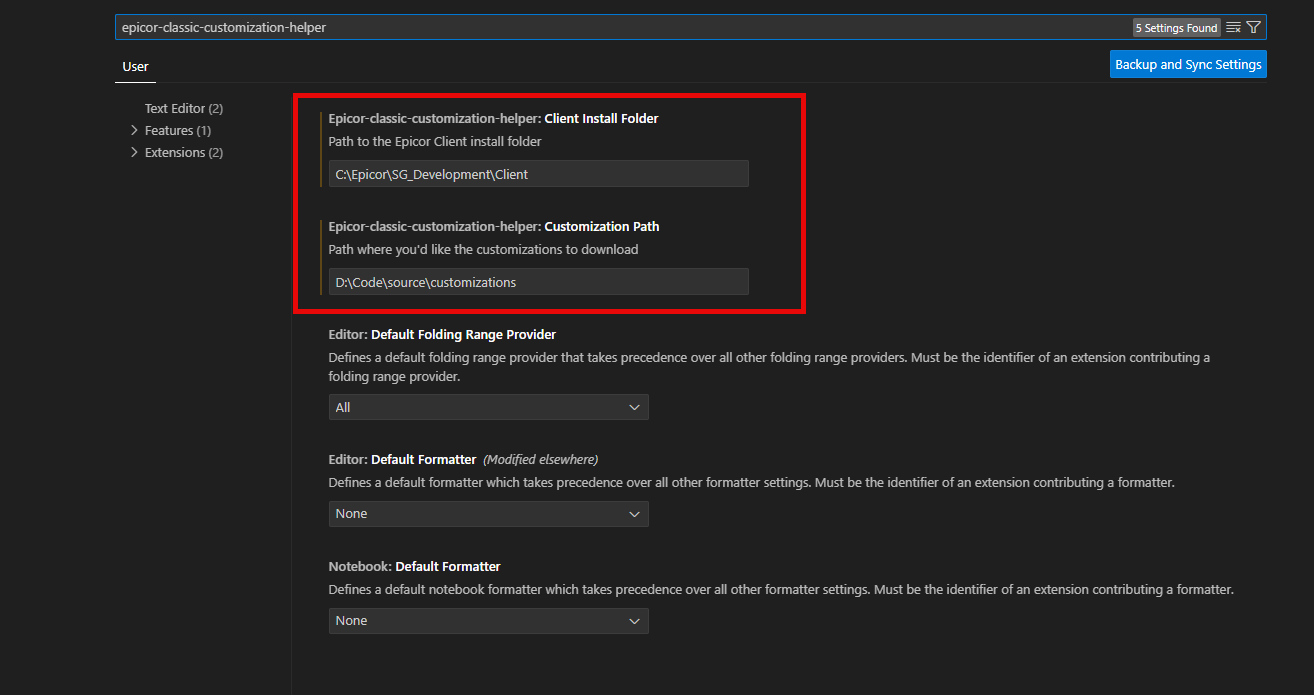 epicor-classic-customization-helper
5 Settings Found
User
Backup and Sync Settings
Text Editor (2)
Features (1)
Extensions (2)
Epicor-classic-customization-helper: Client Install Folder
Path to the Epicor Client install folder
C:\Epicor\SG_Development\Client
Epicor-classic-customization-helper: Customization Path
Path where you'd like the customizations to download
D:\Code\source\customizations
Editor: Default Folding Range Provider
Defines a default folding range provider that takes precedence over all other folding range providers. Must be the identifier of an extension contributing a
folding range provider.
All
Editor: Default Formatter (Modified elsewhere)
Defines a default formatter which takes precedence over all other formatter settings. Must be the identifier of an extension contributing a formatter.
None
Notebook: Default Formatter
Defines a default notebook formatter which takes precedence over all other formatter settings. Must be the identifier of an extension contributing a formatter.
None